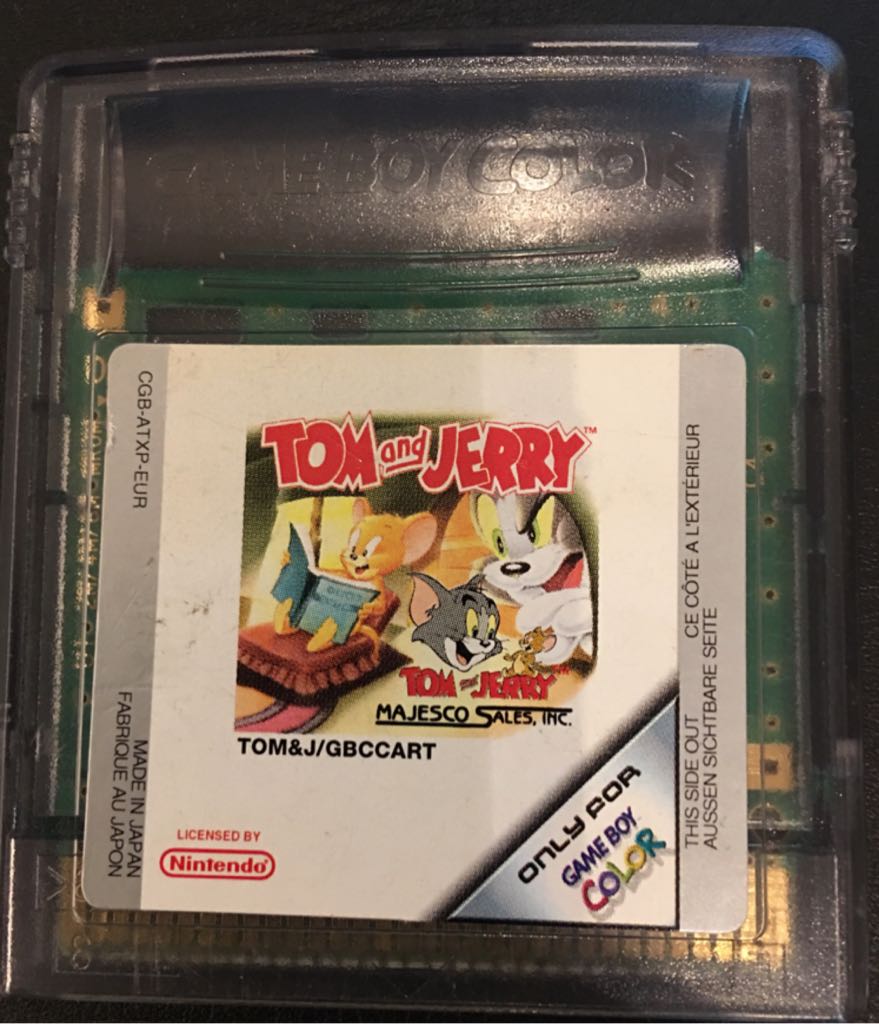 GAME BOY COLOR
TOM and JERRY™
TOM and JERRY™
MAJESCO SALES, INC.
TOM&J/GBCCART
LICENSED BY
Nintendo®
ONLY FOR
GAME BOY
COLOR
CGB-ATXP-EUR
MADE IN JAPAN
FABRIQUE AU JAPON
THIS SIDE OUT
CE CÔTÉ A L'EXTÉRIEUR
AUSSEN SICHTBARE SEITE